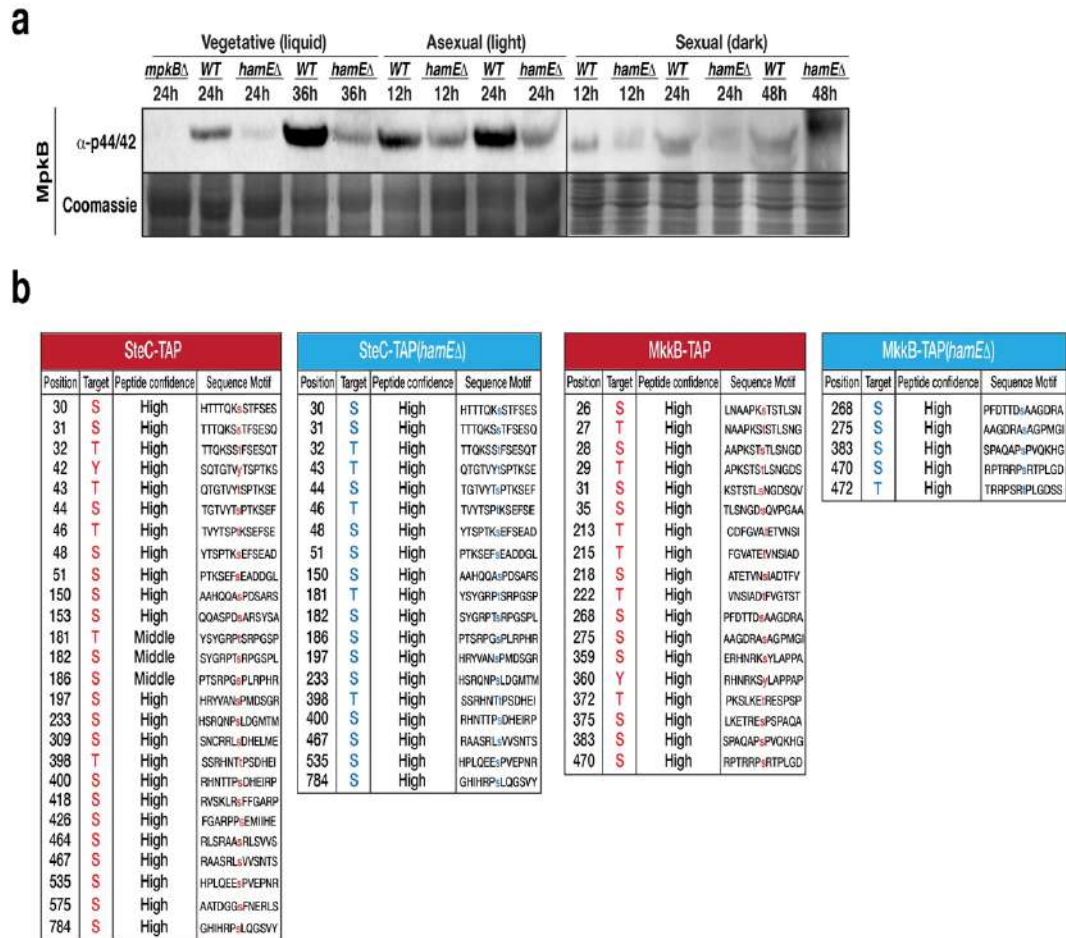 a
Vegetative (liquid) Asexual (light) Sexual (dark)
mpkBΔ WT hamEΔ WT hamEΔ WT hamEΔ WT hamEΔ WT hamEΔ WT hamEΔ WT hamEΔ
24h 24h 24h 36h 36h 12h 12h 24h 24h 12h 12h 24h 24h 48h 48h
MpkB
α-p44/42
Coomassie
b
SteC-TAP
Position Target Peptide confidence Sequence Motif
30 S High HTTTQKsSTFSES
31 S High TTTQKSsTFSESQ
32 T High TTQKSStFSESQT
42 Y High SQTGTVyTSPTKS
43 T High QTGTVYtSPTKSE
44 S High TGTVYTsPTKSEF
46 T High TVYTSPtKSEFSE
48 S High YTSPTKsEFSEAD
51 S High PTKSEFsEADDGL
150 S High AAHQQAsPDSARS
153 S High QQASPDsARSYSA
181 T Middle YSYGRPtSRPGSP
182 S Middle SYGRPTsRPGSPL
186 S Middle PTSRPGsPLRPHR
197 S High HRYVANsPMDSGR
233 S High HSRQNPsLDGMTM
309 S High SNCRRLsDHELME
398 T High SSRHNTtPSDHEI
400 S High RHNTTPsDHEIRP
418 S High RVSKLRsFFGARP
426 S High FGARPPsEMIIHE
464 S High RLSRAAsRLSVVS
467 S High RAASRLsVVSNTS
535 S High HPLQEEsPVEPNR
575 S High AATDGGsFNERLS
784 S High GHIHRPsLQGSVY
SteC-TAP(hamEΔ)
Position Target Peptide confidence Sequence Motif
30 S High HTTTQKsSTFSES
31 S High TTTQKSsTFSESQ
32 T High TTQKSStFSESQT
43 T High QTGTVYtSPTKSE
44 S High TGTVYTsPTKSEF
46 T High TVYTSPtKSEFSE
48 S High YTSPTKsEFSEAD
51 S High PTKSEFsEADDGL
150 S High AAHQQAsPDSARS
181 T High YSYGRPtSRPGSP
182 S High SYGRPTsRPGSPL
186 S High PTSRPGsPLRPHR
197 S High HRYVANsPMDSGR
233 S High HSRQNPsLDGMTM
398 T High SSRHNTtPSDHEI
400 S High RHNTTPsDHEIRP
467 S High RAASRLsVVSNTS
535 S High HPLQEEsPVEPNR
784 S High GHIHRPsLQGSVY
MkkB-TAP
Position Target Peptide confidence Sequence Motif
26 S High LNAAPKsTSTLSN
27 T High NAAPKStSTLSNG
28 S High AAPKSTsTLSNGD
29 T High APKSTStLSNGDS
31 S High KSTSTLsNGDSQV
35 S High TLSNGDsQVPGAA
213 T High CDFGVAtETVNSI
215 T High FGVATEtVNSIAD
218 S High ATETVNsIADTFV
222 T High VNSIADtFVGTST
268 S High PFDTTDsAAGDRA
275 S High AAGDRAsAGPMGI
359 S High ERHNRKsYLAPPA
360 Y High RHNRKSyLAPPAP
372 T High PKSLKEtRESPSP
375 S High LKETREsPSPAQA
383 S High SPAQAPsPVQKHG
470 S High RPTRRPsRTPLGD
MkkB-TAP(hamEΔ)
Position Target Peptide confidence Sequence Motif
268 S High PFDTTDsAAGDRA
275 S High AAGDRAsAGPMGI
383 S High SPAQAPsPVQKHG
470 S High RPTRRPsRTPLGD
472 T High TRRPSRtPLGDSS